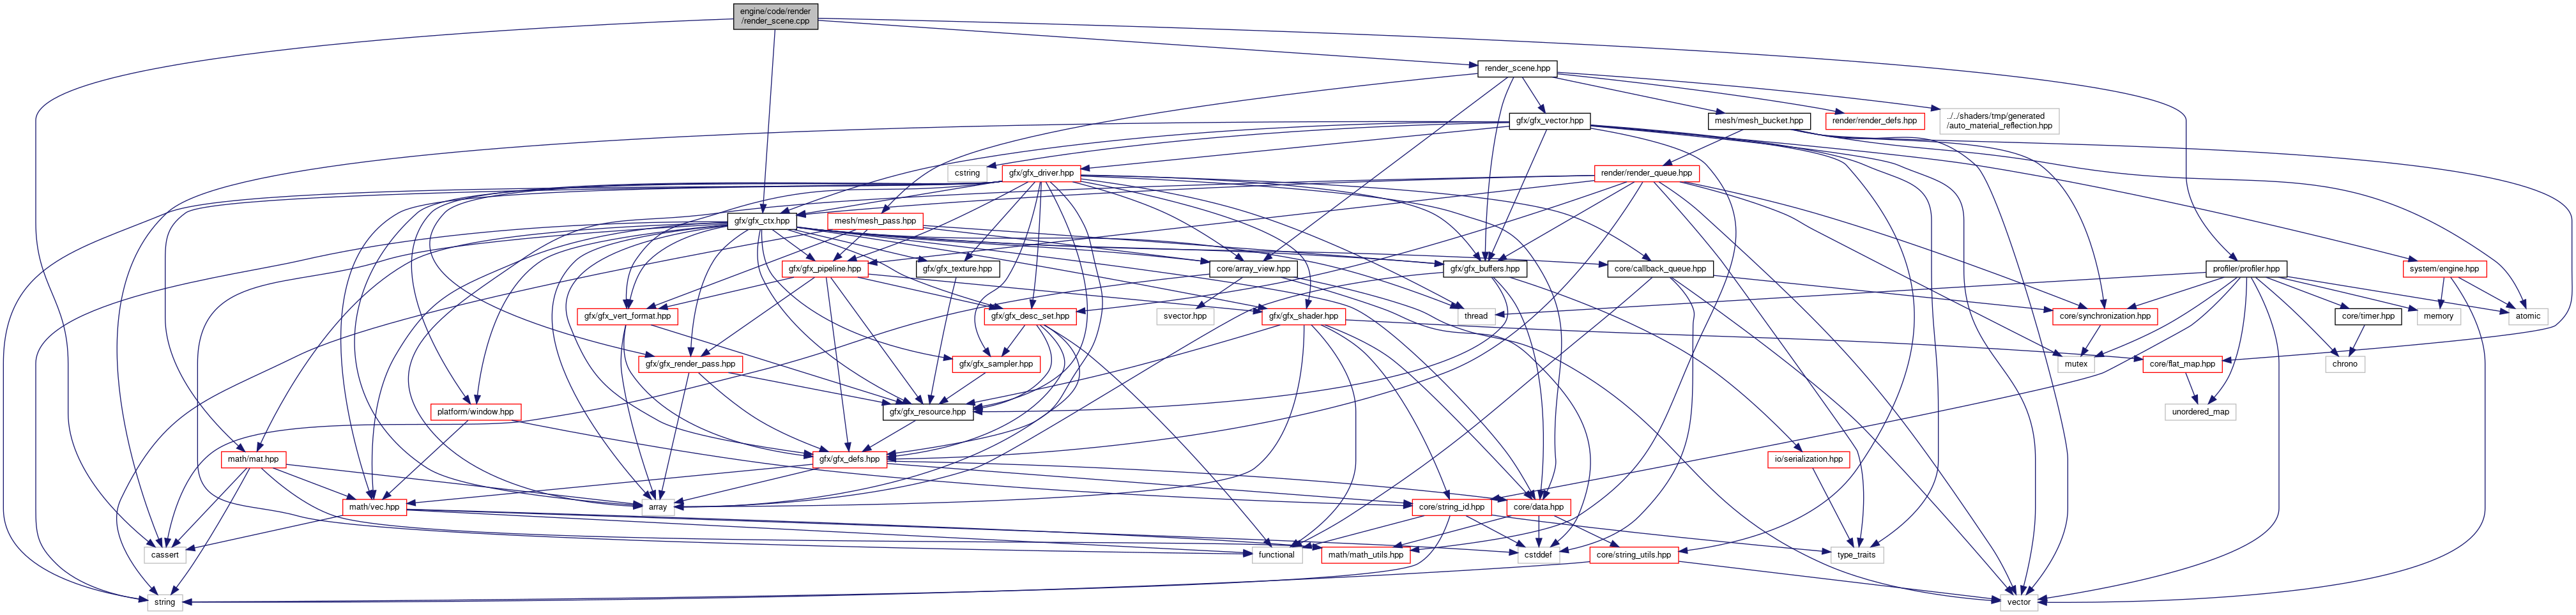 engine/code/render
/render_scene.cpp
render_scene.hpp
gfx/gfx_vector.hpp
mesh/mesh_bucket.hpp
render/render_defs.hpp
../../shaders/tmp/generated
/auto_material_reflection.hpp
cstring
gfx/gfx_driver.hpp
render/render_queue.hpp
gfx/gfx_ctx.hpp
mesh/mesh_pass.hpp
gfx/gfx_pipeline.hpp
gfx/gfx_texture.hpp
core/array_view.hpp
gfx/gfx_buffers.hpp
core/callback_queue.hpp
profiler/profiler.hpp
system/engine.hpp
gfx/gfx_vert_format.hpp
gfx/gfx_desc_set.hpp
svector.hpp
gfx/gfx_shader.hpp
thread
core/synchronization.hpp
core/timer.hpp
memory
atomic
gfx/gfx_render_pass.hpp
gfx/gfx_sampler.hpp
mutex
core/flat_map.hpp
chrono
platform/window.hpp
gfx/gfx_resource.hpp
unordered_map
math/mat.hpp
gfx/gfx_defs.hpp
io/serialization.hpp
math/vec.hpp
array
core/string_id.hpp
core/data.hpp
cassert
functional
math/math_utils.hpp
cstddef
core/string_utils.hpp
type_traits
string
vector